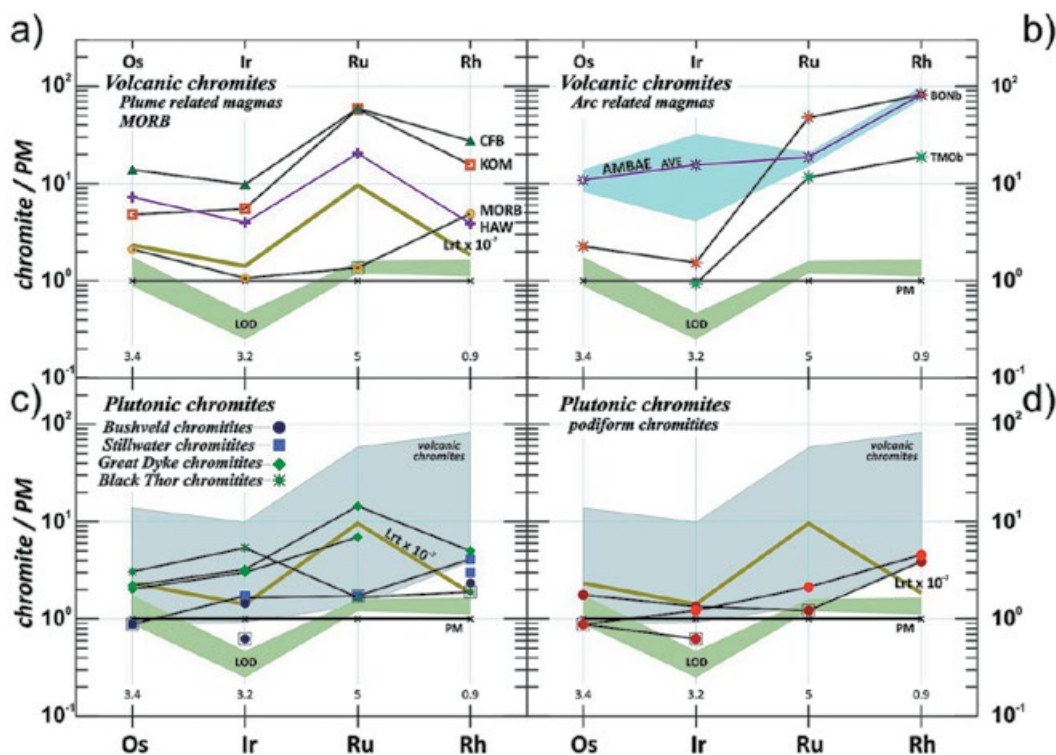 a)
b)
Os Ir Ru Rh
Os Ir Ru Rh
Volcanic chromites
Plume related magmas
MORB
CFB
KOM
MORB
HAW
Lrt x 10⁻⁷
LOD
3.4 3.2 5 0.9
chromite / PM
10²
10¹
10⁰
10⁻¹
Volcanic chromites
Arc related magmas
BONb
AMBAE AVE
TMOb
PM
LOD
3.4 3.2 5 0.9
10²
10¹
10⁰
10⁻¹
c)
d)
Plutonic chromites
Bushveld chromitites
Stillwater chromitites
Great Dyke chromitites
Black Thor chromitites
volcanic
chromites
Lrt x 10⁻⁷
PM
LOD
3.4 3.2 5 0.9
chromite / PM
10²
10¹
10⁰
10⁻¹
Os Ir Ru Rh
Plutonic chromites
podiform chromitites
volcanic
chromites
Lrt x 10⁻⁷
PM
LOD
3.4 3.2 5 0.9
10²
10¹
10⁰
10⁻¹
Os Ir Ru Rh